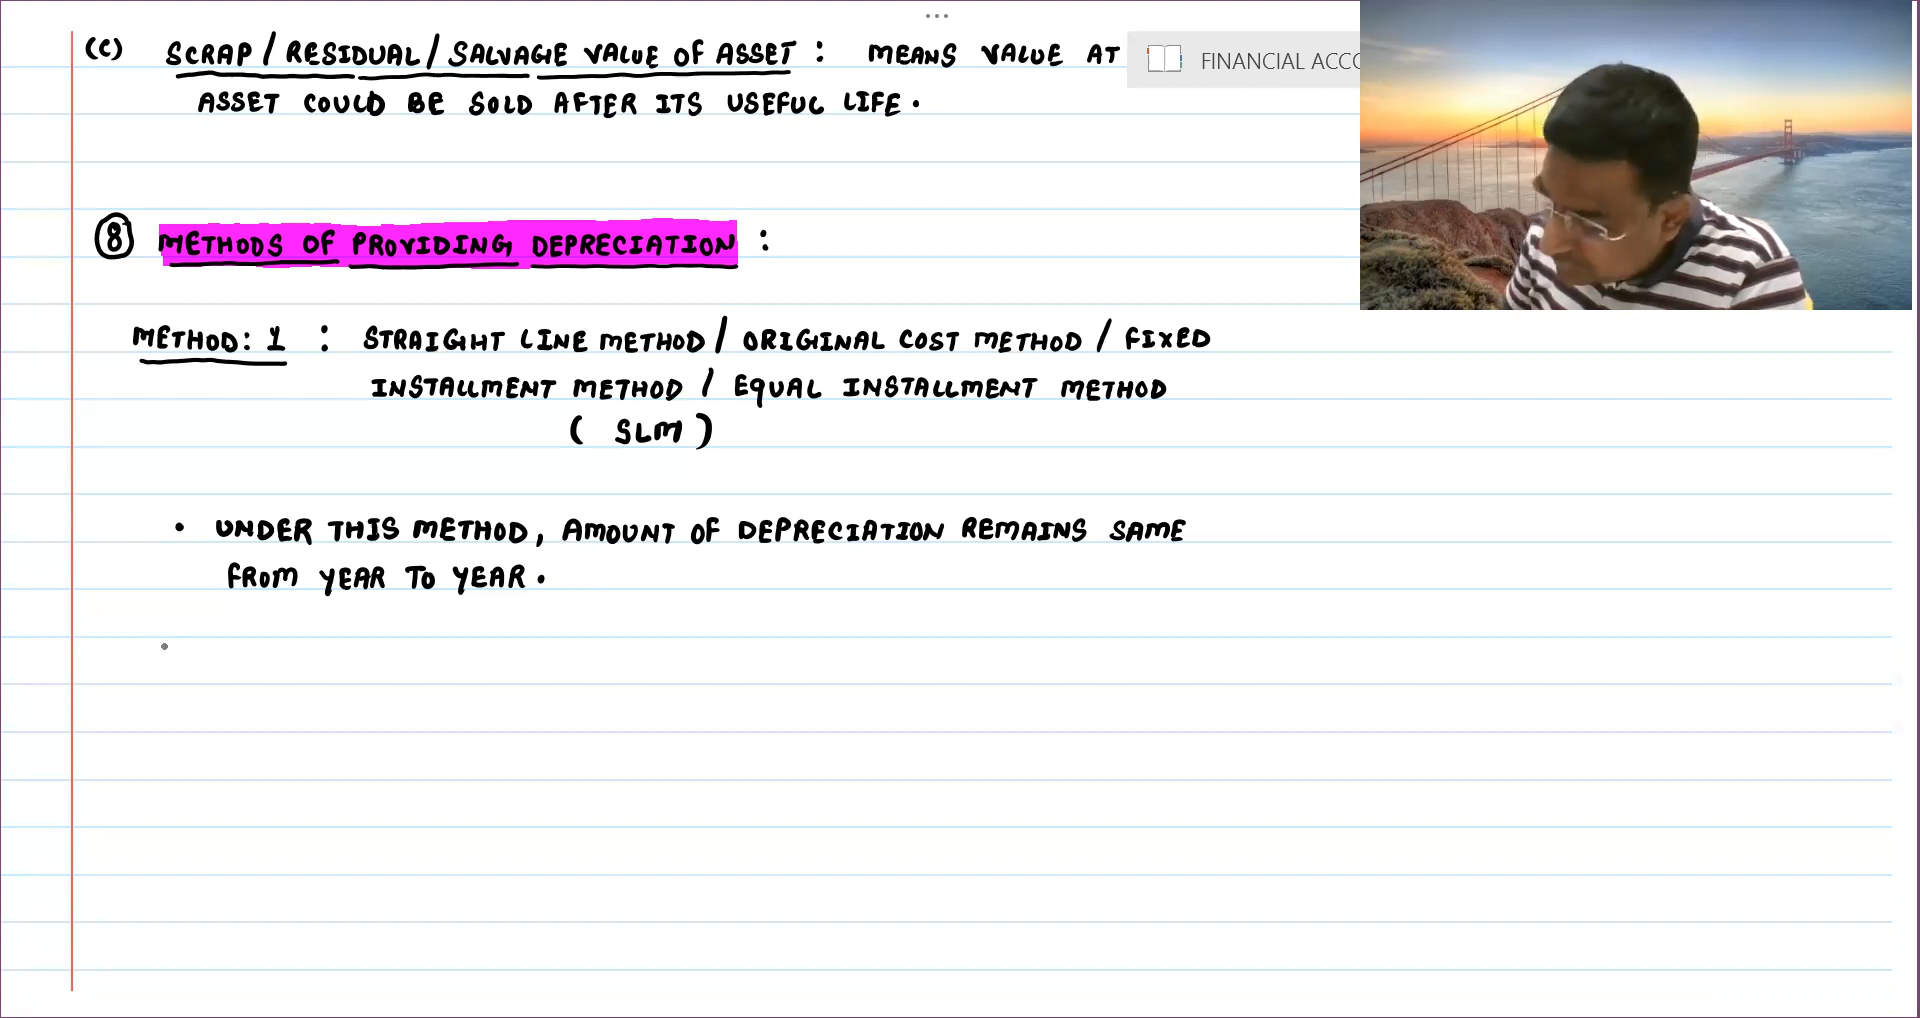 (C) SCRAP / RESIDUAL / SALVAGE VALUE OF ASSET : MEANS VALUE AT
FINANCIAL ACCO
ASSET COULD BE SOLD AFTER ITS USEFUL LIFE.
8 METHODS OF PROVIDING DEPRECIATION :
METHOD: 1 : STRAIGHT LINE METHOD / ORIGINAL COST METHOD / FIXED
INSTALLMENT METHOD / EQUAL INSTALLMENT METHOD
( SLM )
• UNDER THIS METHOD, AMOUNT OF DEPRECIATION REMAINS SAME
FROM YEAR TO YEAR.